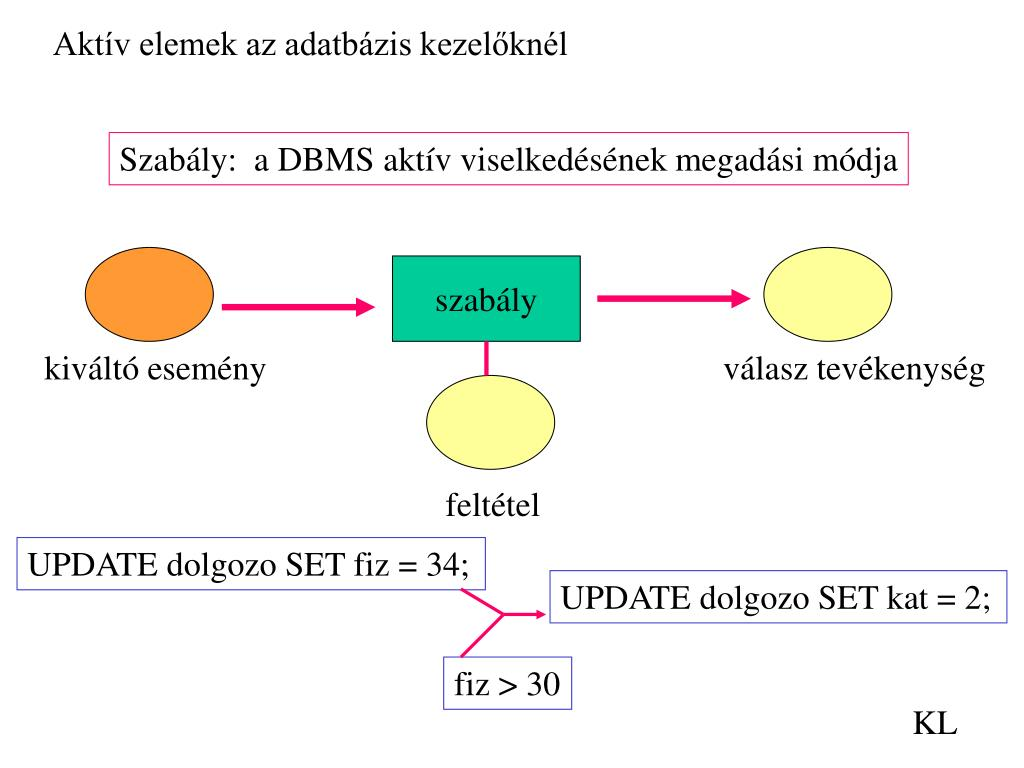 Aktív elemek az adatbázis kezelőknél
Szabály:  a DBMS aktív viselkedésének megadási módja
szabály
kiváltó esemény
válasz tevékenység
feltétel
UPDATE dolgozo SET fiz = 34;
UPDATE dolgozo SET kat = 2;
fiz > 30
KL